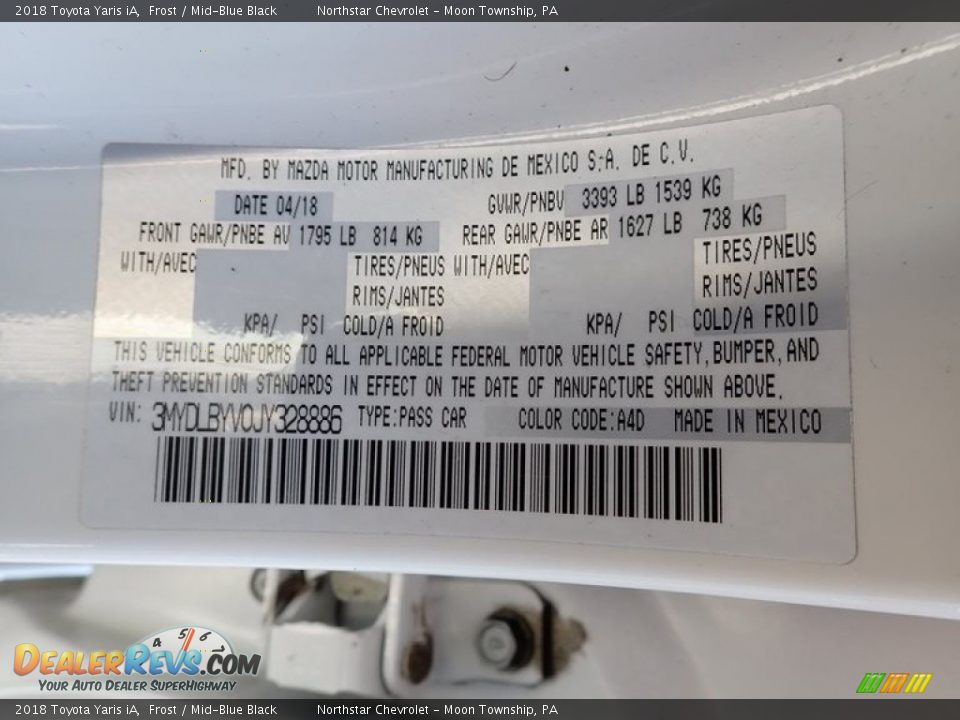 2018 Toyota Yaris iA, Frost / Mid-Blue Black Northstar Chevrolet - Moon Township, PA
MFD. BY MAZDA MOTOR MANUFACTURING DE MEXICO S.A. DE C.V.
DATE 04/18 GVWR/PNBV 3393 LB 1539 KG
FRONT GAWR/PNBE AV 1795 LB 814 KG REAR GAWR/PNBE AR 1627 LB 738 KG
WITH/AVEC TIRES/PNEUS WITH/AVEC TIRES/PNEUS
RIMS/JANTES RIMS/JANTES
KPA/ PSI COLD/A FROID KPA/ PSI COLD/A FROID
THIS VEHICLE CONFORMS TO ALL APPLICABLE FEDERAL MOTOR VEHICLE SAFETY, BUMPER, AND
THEFT PREVENTION STANDARDS IN EFFECT ON THE DATE OF MANUFACTURE SHOWN ABOVE.
VIN: 3MYDLBYV0JY328886 TYPE:PASS CAR COLOR CODE:A4D MADE IN MEXICO
4 5 6
DEALERREVS.COM
YOUR AUTO DEALER SUPERHIGHWAY
2018 Toyota Yaris iA, Frost / Mid-Blue Black Northstar Chevrolet - Moon Township, PA